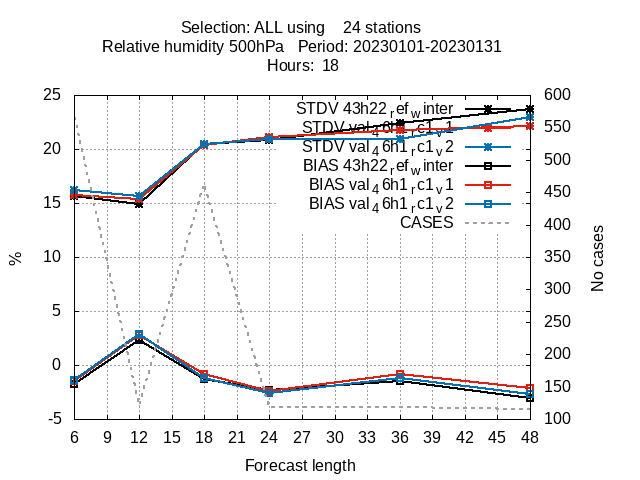 Selection: ALL using    24 stations
Relative humidity 500hPa   Period: 20230101-20230131
Hours:  18
STDV 43h22_ref_winter
STDV val_46h1_rc1_v1
STDV val_46h1_rc1_v2
BIAS 43h22_ref_winter
BIAS val_46h1_rc1_v1
BIAS val_46h1_rc1_v2
CASES
25
20
15
10
5
0
-5
%
600
550
500
450
400
350
300
250
200
150
100
No cases
6 9 12 15 18 21 24 27 30 33 36 39 42 45 48
Forecast length